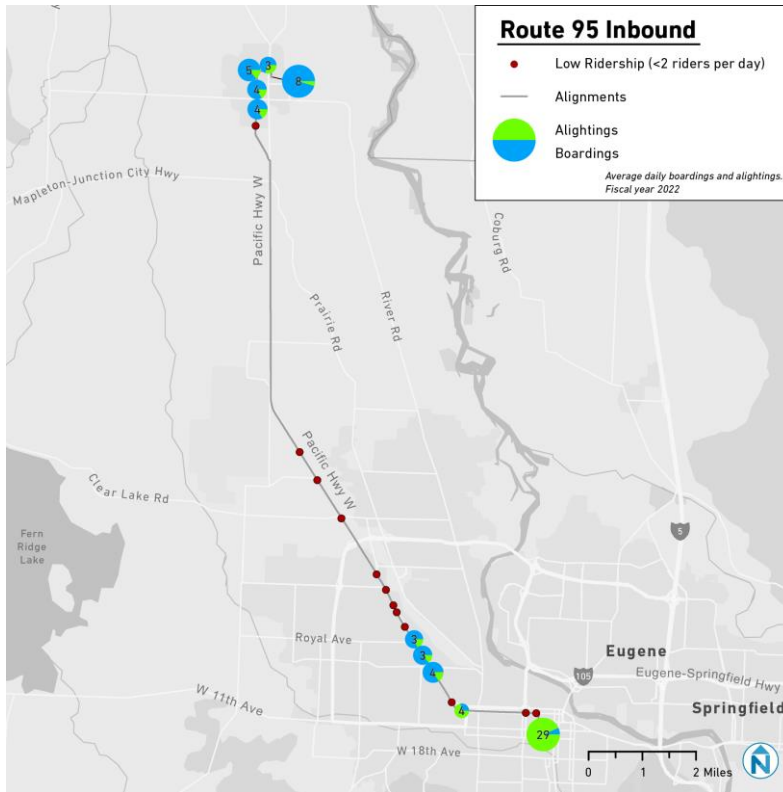 Route 95 Inbound
Low Ridership (<2 riders per day)
Alignments
Alightings
Boardings
Average daily boardings and alightings.
Fiscal year 2022
5
3
8
4
4
Mapleton-Junction City Hwy
Pacific Hwy W
Coburg Rd
Prairie Rd
River Rd
Pacific Hwy W
Clear Lake Rd
Fern
Ridge
Lake
5
Royal Ave
3
3
4
Eugene
105
Eugene-Springfield Hwy
W 11th Ave
4
Springfield
29
W 18th Ave
0 1 2 Miles
N